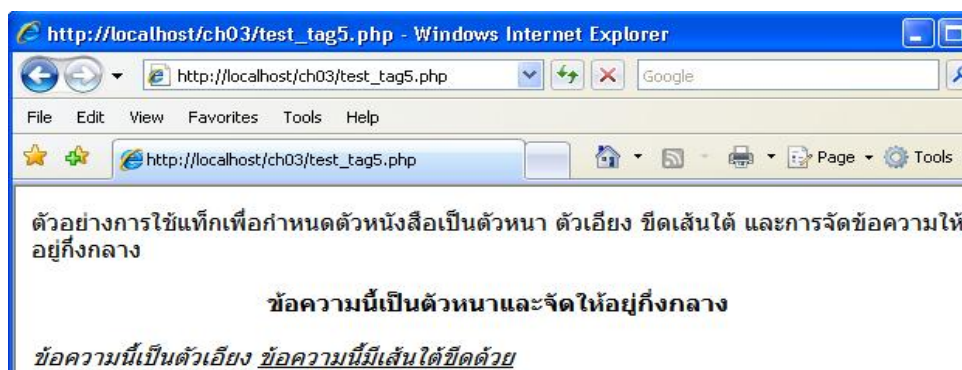 http://localhost/ch03/test_tag5.php - Windows Internet Explorer
http://localhost/ch03/test_tag5.php
Google
File Edit View Favorites Tools Help
http://localhost/ch03/test_tag5.php
Page
Tools
ตัวอย่างการใช้แท็กเพื่อกำหนดตัวหนังสือเป็นตัวหนา ตัวเอียง ขีดเส้นใต้ และการจัดข้อความให้
อยู่กึ่งกลาง
ข้อความนี้เป็นตัวหนาและจัดให้อยู่กึ่งกลาง
ข้อความนี้เป็นตัวเอียง ข้อความนี้มีเส้นใต้ขีดด้วย